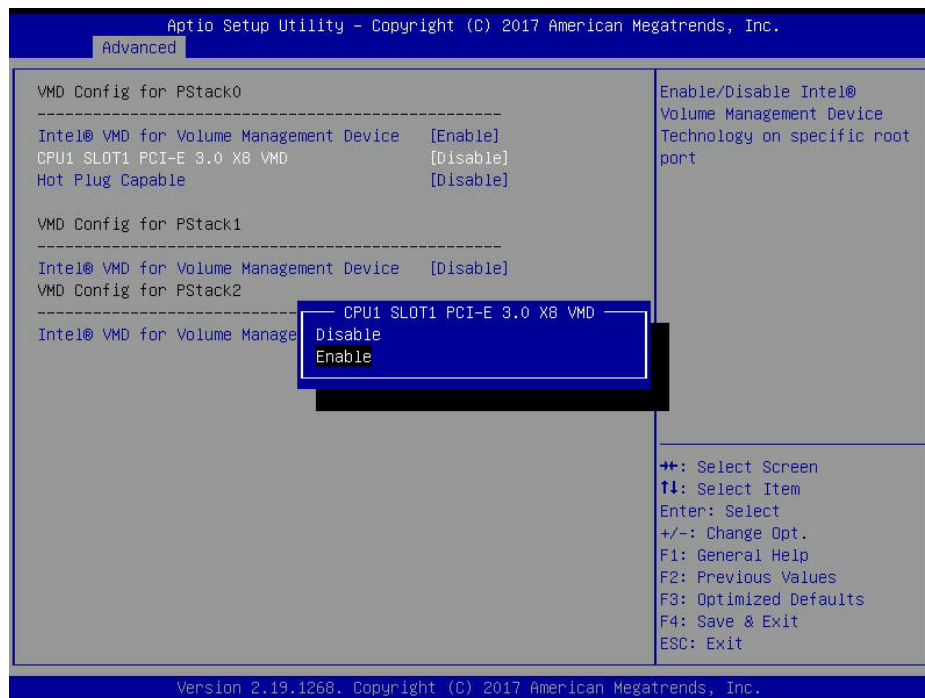 Aptio Setup Utility – Copyright (C) 2017 American Megatrends, Inc.
Advanced
VMD Config for PStack0
--------------------------------------------------
Intel® VMD for Volume Management Device [Enable]
CPU1 SLOT1 PCI-E 3.0 X8 VMD [Disable]
Hot Plug Capable [Disable]
VMD Config for PStack1
--------------------------------------------------
Intel® VMD for Volume Management Device [Disable]
VMD Config for PStack2
Intel® VMD for Volume Manage
CPU1 SLOT1 PCI-E 3.0 X8 VMD
Disable
Enable
Enable/Disable Intel®
Volume Management Device
Technology on specific root
port
→←: Select Screen
↑↓: Select Item
Enter: Select
+/-: Change Opt.
F1: General Help
F2: Previous Values
F3: Optimized Defaults
F4: Save & Exit
ESC: Exit
Version 2.19.1268. Copyright (C) 2017 American Megatrends, Inc.